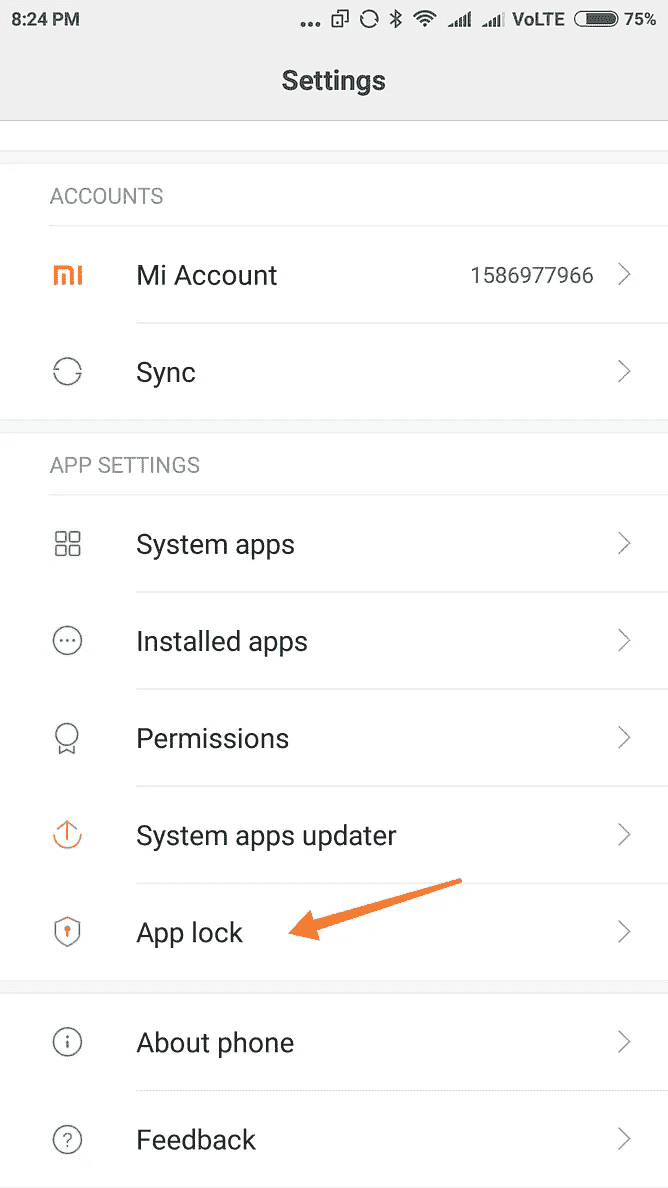 8:24 PM ... VoLTE 75%
Settings
ACCOUNTS
Mi Account 1586977966
Sync
APP SETTINGS
System apps
Installed apps
Permissions
System apps updater
App lock
About phone
Feedback